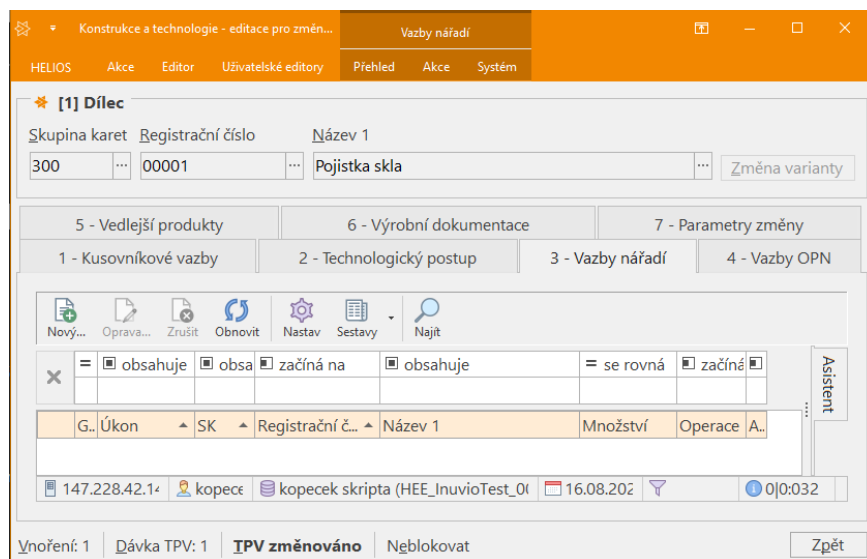 Konstrukce a technologie - editace pro změn... Vazby nářadí
HELIOS Akce Editor Uživatelské editory Přehled Akce Systém
[1] Dílec
Skupina karet Registrační číslo Název 1
300 ... 00001 ... Pojistka skla ... Změna varianty
5 - Vedlejší produkty 6 - Výrobní dokumentace 7 - Parametry změny
1 - Kusovníkové vazby 2 - Technologický postup 3 - Vazby nářadí 4 - Vazby OPN
Nový... Oprava... Zrušit Obnovit Nastav Sestavy Najít
= obsahuje obsa začíná na obsahuje = se rovná začíná
Asistent
G.. Úkon SK Registrační č... Název 1 Množství Operace A..
147.228.42.14 kopece kopecek skripta (HEE_InuvioTest_00 16.08.202 0|0:032
Vnoření: 1 Dávka TPV: 1 TPV změnováno Neblokovat Zpět